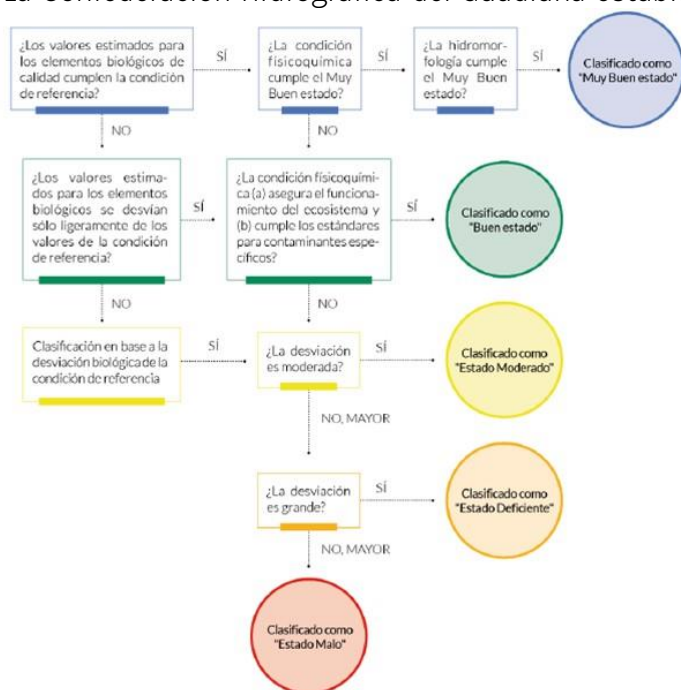 ¿Los valores estimados para
los elementos biológicos de
calidad cumplen la condición
de referencia?
SÍ
¿La condición
fisicoquímica
cumple el Muy
Buen estado?
SÍ
¿La hidromor-
fología cumple
el Muy Buen
estado?
SÍ
Clasificado como
"Muy Buen estado"
NO
NO
¿Los valores estima-
dos para los elementos
biológicos se desvían
sólo ligeramente de los
valores de la condición
de referencia?
SÍ
¿La condición físicoquími-
ca (a) asegura el funciona-
miento del ecosistema y
(b) cumple los estándares
para contaminantes espe-
cíficos?
SÍ
Clasificado como
"Buen estado"
NO
NO
Clasificación en base a la
desviación biológica de la
condición de referencia
SÍ
¿La desviación
es moderada?
SÍ
Clasificado como
"Estado Moderado"
NO, MAYOR
¿La desviación
es grande?
SÍ
Clasificado como
"Estado Deficiente"
NO, MAYOR
Clasificado como
"Estado Malo"